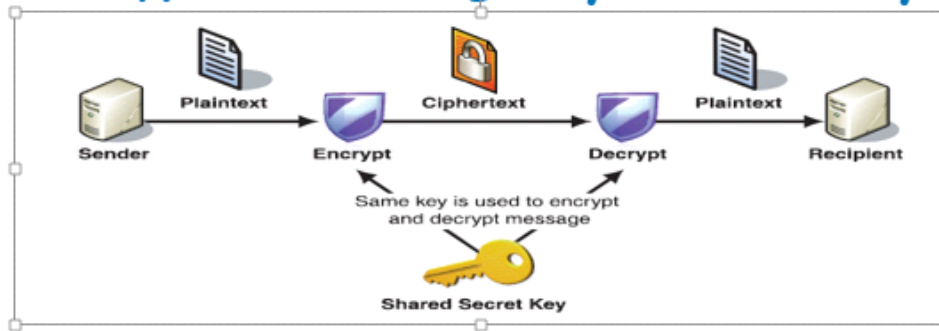 Plaintext
Ciphertext
Plaintext
Sender
Encrypt
Decrypt
Recipient
Same key is used to encrypt
and decrypt message
Shared Secret Key